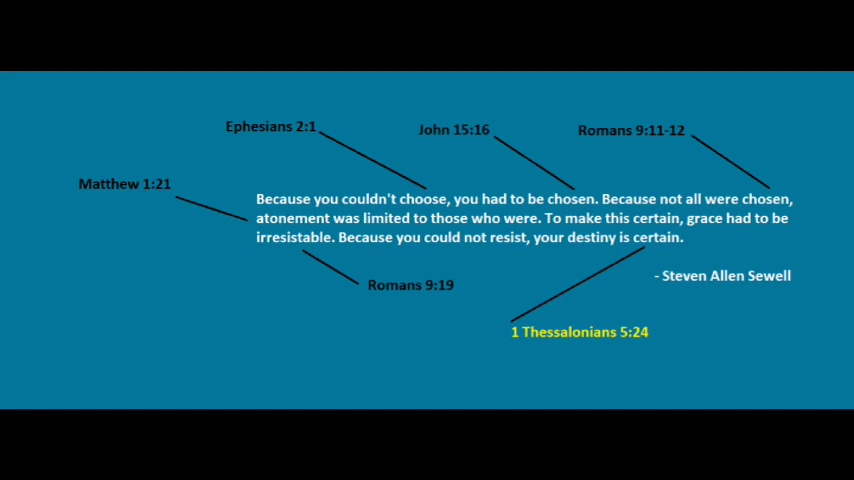 Ephesians 2:1
John 15:16
Romans 9:11-12
Matthew 1:21
Because you couldn't choose, you had to be chosen. Because not all were chosen,
atonement was limited to those who were. To make this certain, grace had to be
irresistable. Because you could not resist, your destiny is certain.
- Steven Allen Sewell
Romans 9:19
1 Thessalonians 5:24